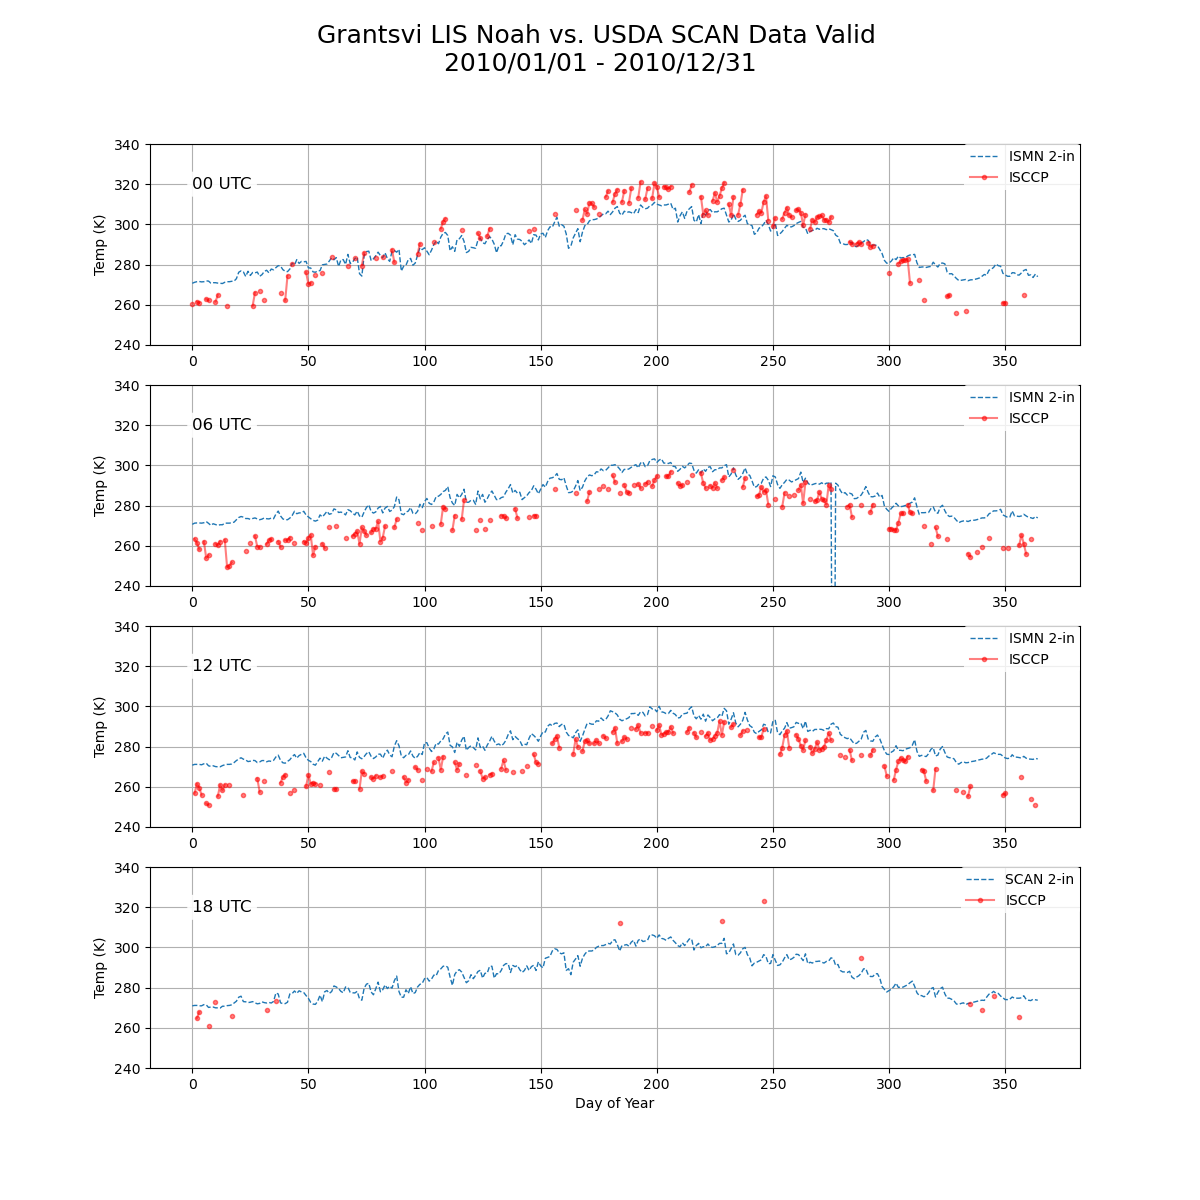 Grantsvi LIS Noah vs. USDA SCAN Data Valid
2010/01/01 - 2010/12/31
340
320
300
280
260
240
Temp (K)
00 UTC
ISMN 2-in
ISCCP
0 50 100 150 200 250 300 350
340
320
300
280
260
240
Temp (K)
06 UTC
ISMN 2-in
ISCCP
0 50 100 150 200 250 300 350
340
320
300
280
260
240
Temp (K)
12 UTC
ISMN 2-in
ISCCP
0 50 100 150 200 250 300 350
340
320
300
280
260
240
Temp (K)
18 UTC
SCAN 2-in
ISCCP
0 50 100 150 200 250 300 350
Day of Year